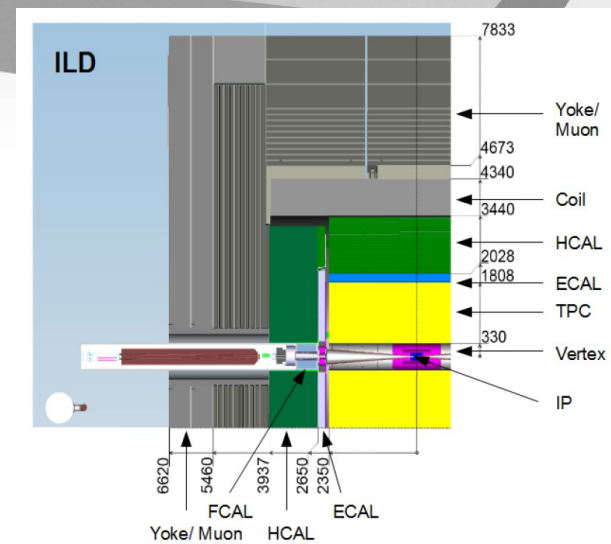 ILD
7833
Yoke/
Muon
4673
4340
Coil
3440
HCAL
2028
ECAL
1808
TPC
330
Vertex
IP
6620
5460
3937
2650
2350
FCAL
ECAL
Yoke/ Muon
HCAL